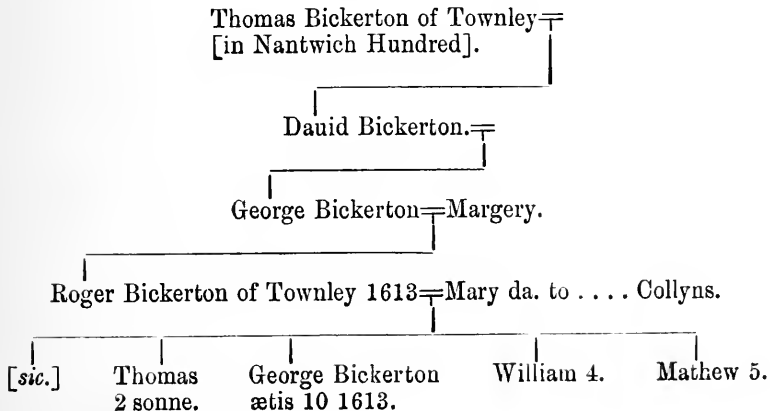 Thomas Bickerton of Townley
[in Nantwich Hundred].
Dauid Bickerton.
George Bickerton=Margery.
Roger Bickerton of Townley 1613=Mary da. to .... Collyns.
[sic.] Thomas George Bickerton William 4. Mathew 5.
2 sonne. ætis 10 1613.